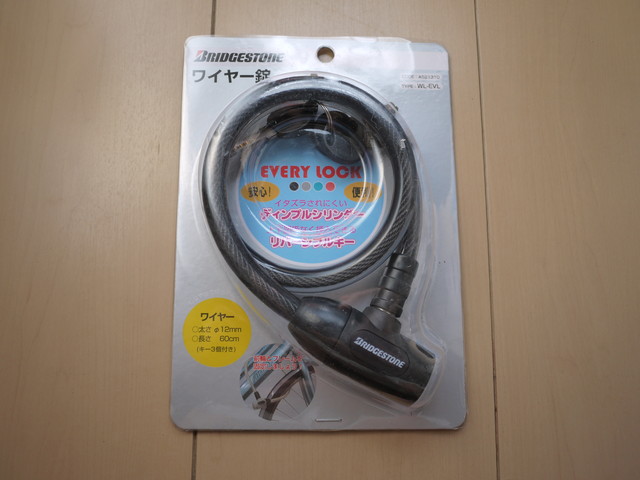 BRIDGESTONE
ワイヤー錠
WL-EVL
EVERY LOCK
安心!
便利!
イタズラされにくい
ディンプルシリンダー
リバーシブルキー
ワイヤー
○太さ φ12mm
○長さ 60cm
(キー3個付き)
BRIDGESTONE